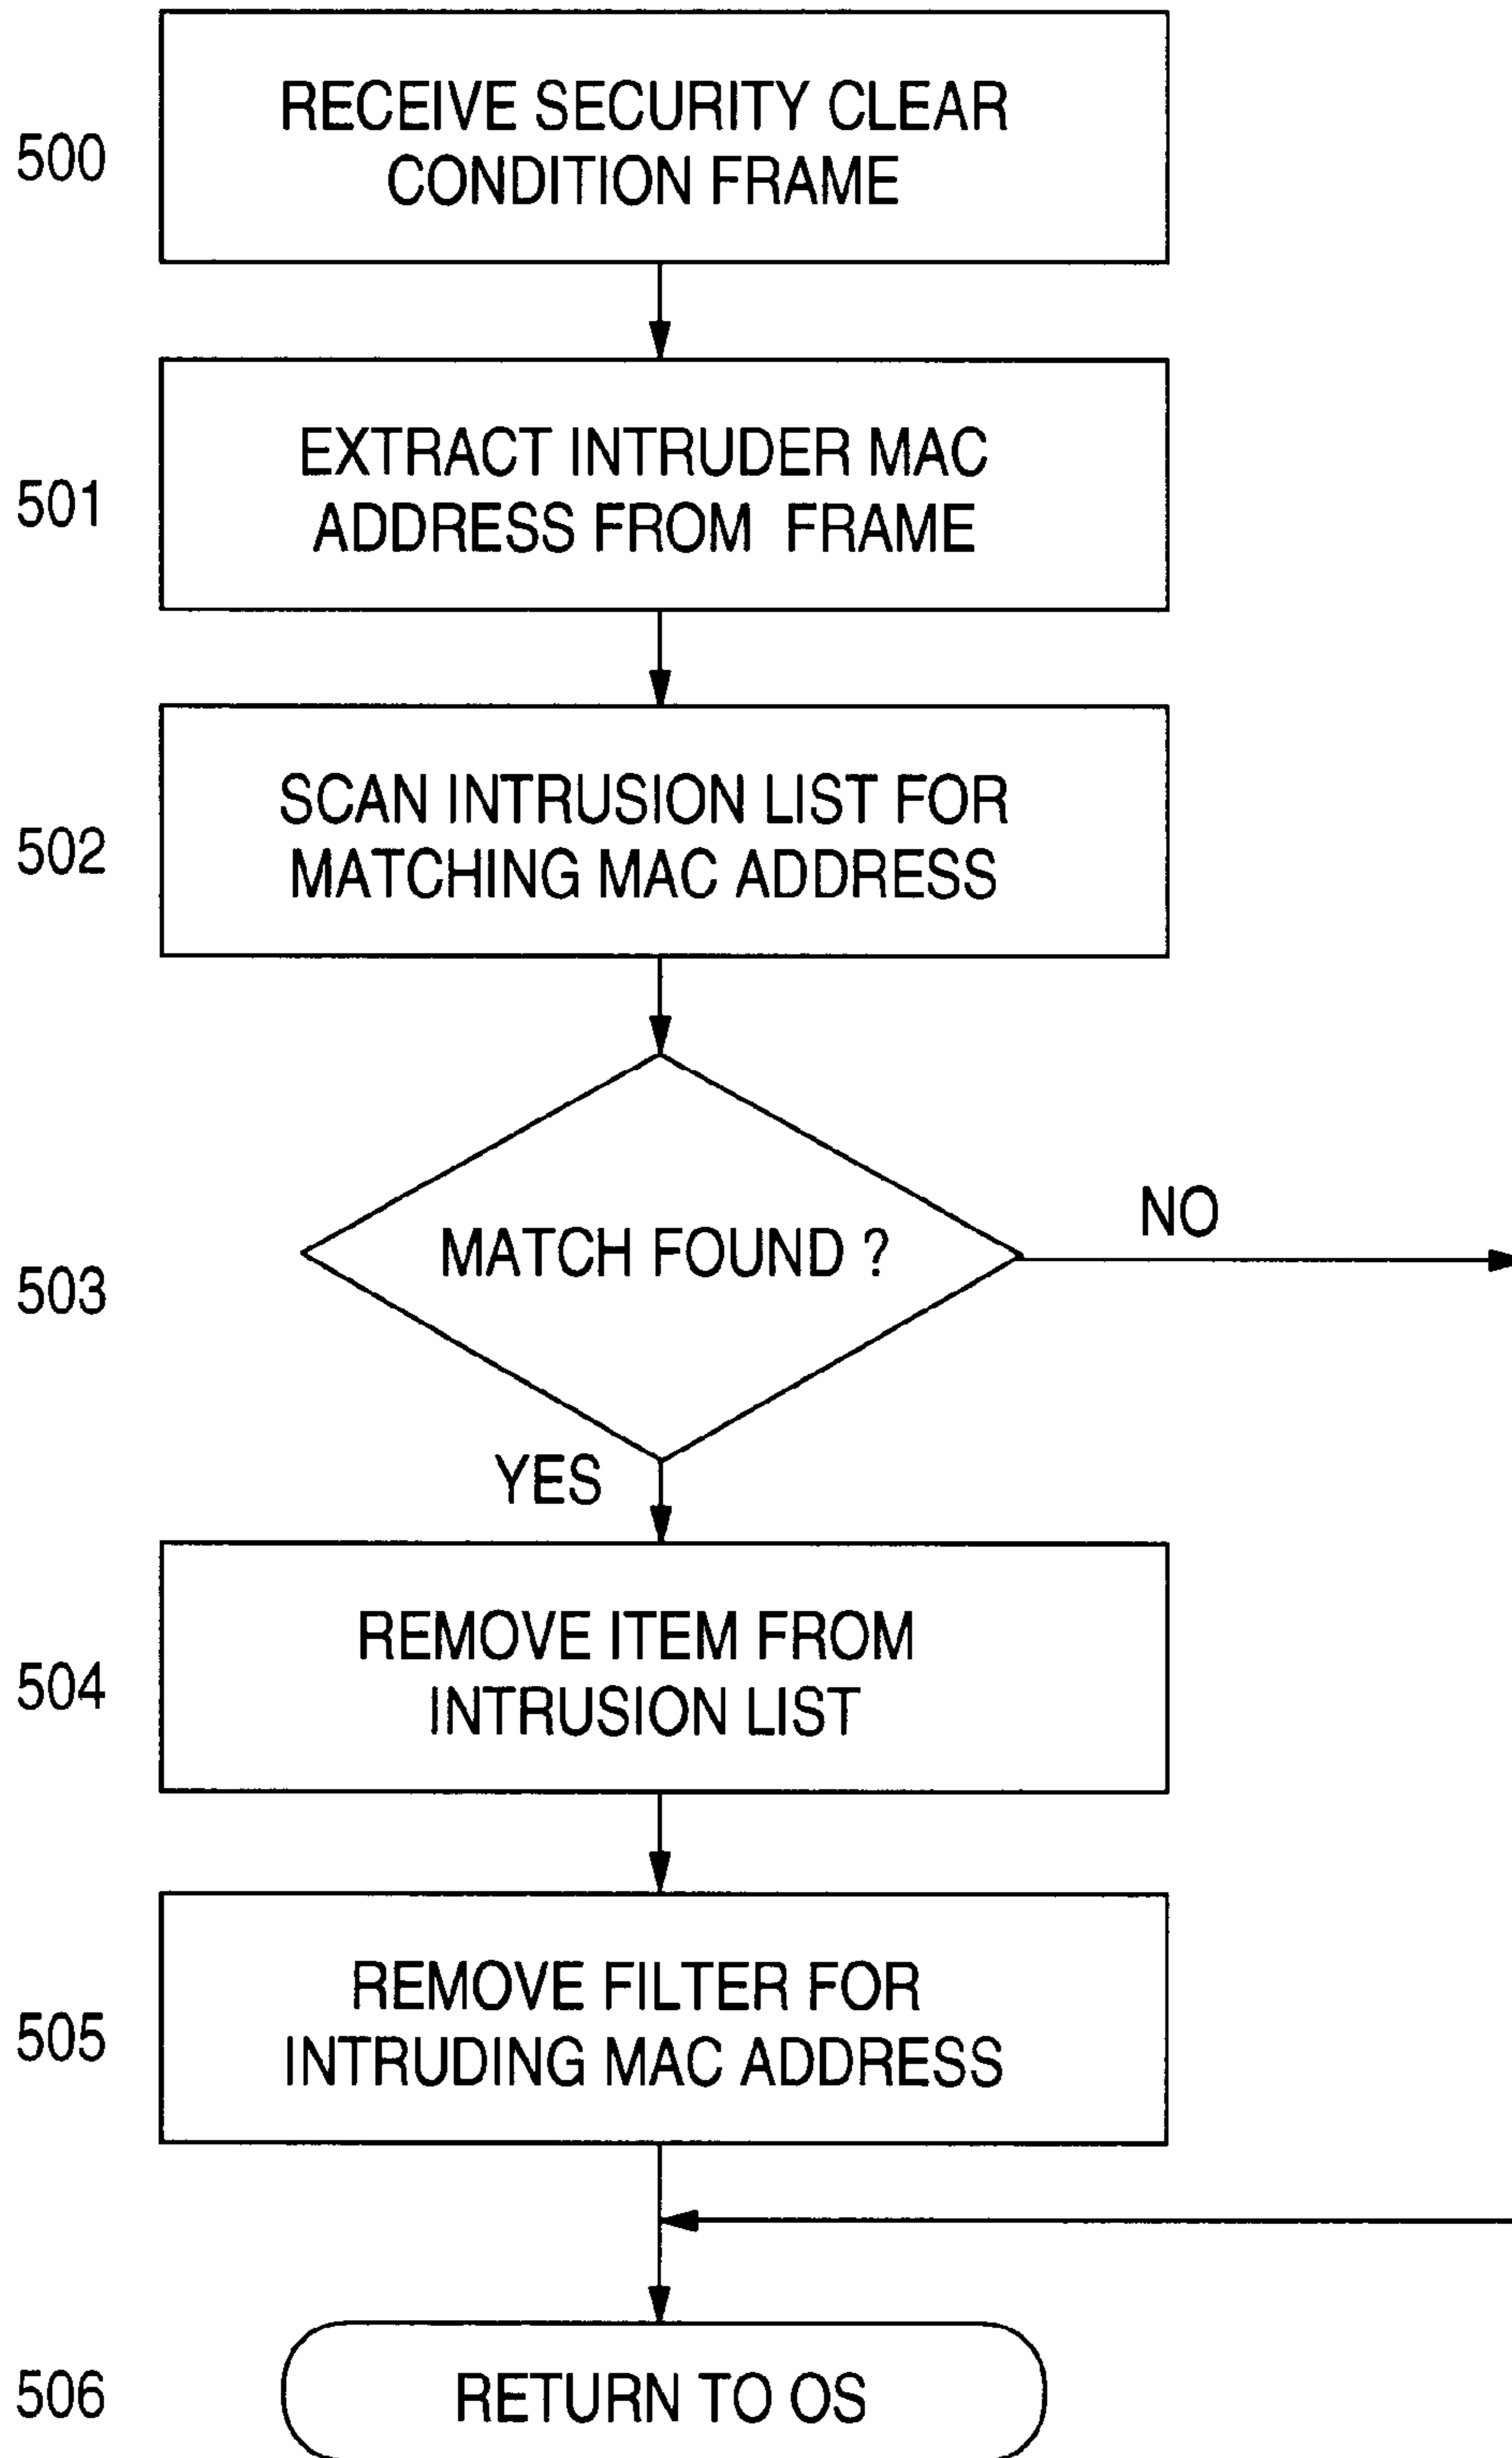 500
RECEIVE SECURITY CLEAR
CONDITION FRAME
501
EXTRACT INTRUDER MAC
ADDRESS FROM FRAME
502
SCAN INTRUSION LIST FOR
MATCHING MAC ADDRESS
503
MATCH FOUND ?
NO
YES
504
REMOVE ITEM FROM
INTRUSION LIST
505
REMOVE FILTER FOR
INTRUDING MAC ADDRESS
506
RETURN TO OS